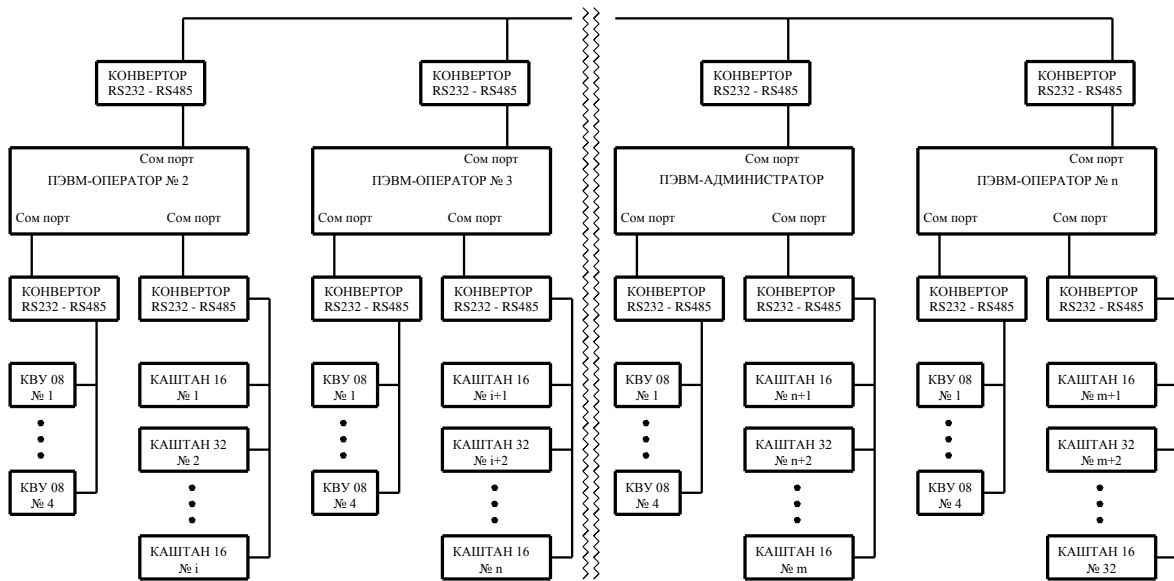 КОНВЕРТОР
RS232 - RS485
КОНВЕРТОР
RS232 - RS485
КОНВЕРТОР
RS232 - RS485
КОНВЕРТОР
RS232 - RS485
Сом порт
ПЭВМ-ОПЕРАТОР № 2
Сом порт
Сом порт
Сом порт
ПЭВМ-ОПЕРАТОР № 3
Сом порт
Сом порт
Сом порт
ПЭВМ-АДМИНИСТРАТОР
Сом порт
Сом порт
Сом порт
ПЭВМ-ОПЕРАТОР № n
Сом порт
Сом порт
КОНВЕРТОР
RS232 - RS485
КОНВЕРТОР
RS232 - RS485
КОНВЕРТОР
RS232 - RS485
КОНВЕРТОР
RS232 - RS485
КОНВЕРТОР
RS232 - RS485
КОНВЕРТОР
RS232 - RS485
КОНВЕРТОР
RS232 - RS485
КОНВЕРТОР
RS232 - RS485
КВУ 08
№ 1
КАШТАН 16
№ 1
КВУ 08
№ 1
КАШТАН 16
№ i+1
КВУ 08
№ 1
КАШТАН 16
№ n+1
КВУ 08
№ 1
КАШТАН 16
№ m+1
КАШТАН 32
№ 2
КАШТАН 32
№ i+2
КАШТАН 32
№ n+2
КАШТАН 32
№ m+2
КВУ 08
№ 4
КВУ 08
№ 4
КВУ 08
№ 4
КВУ 08
№ 4
КАШТАН 16
№ i
КАШТАН 16
№ n
КАШТАН 16
№ m
КАШТАН 16
№ 32